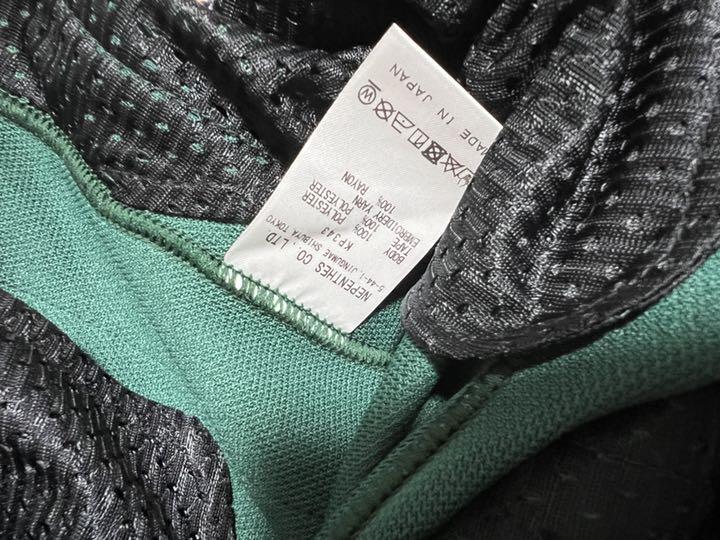 NEPENTHES CO. LTD
5-44-1, JINGUMAE SHIBUYA TOKYO
KP343
BODY 100% POLYESTER
TAPE 100% POLYESTER
EMBROIDERY YARN 100% RAYON
W
MADE IN JAPAN